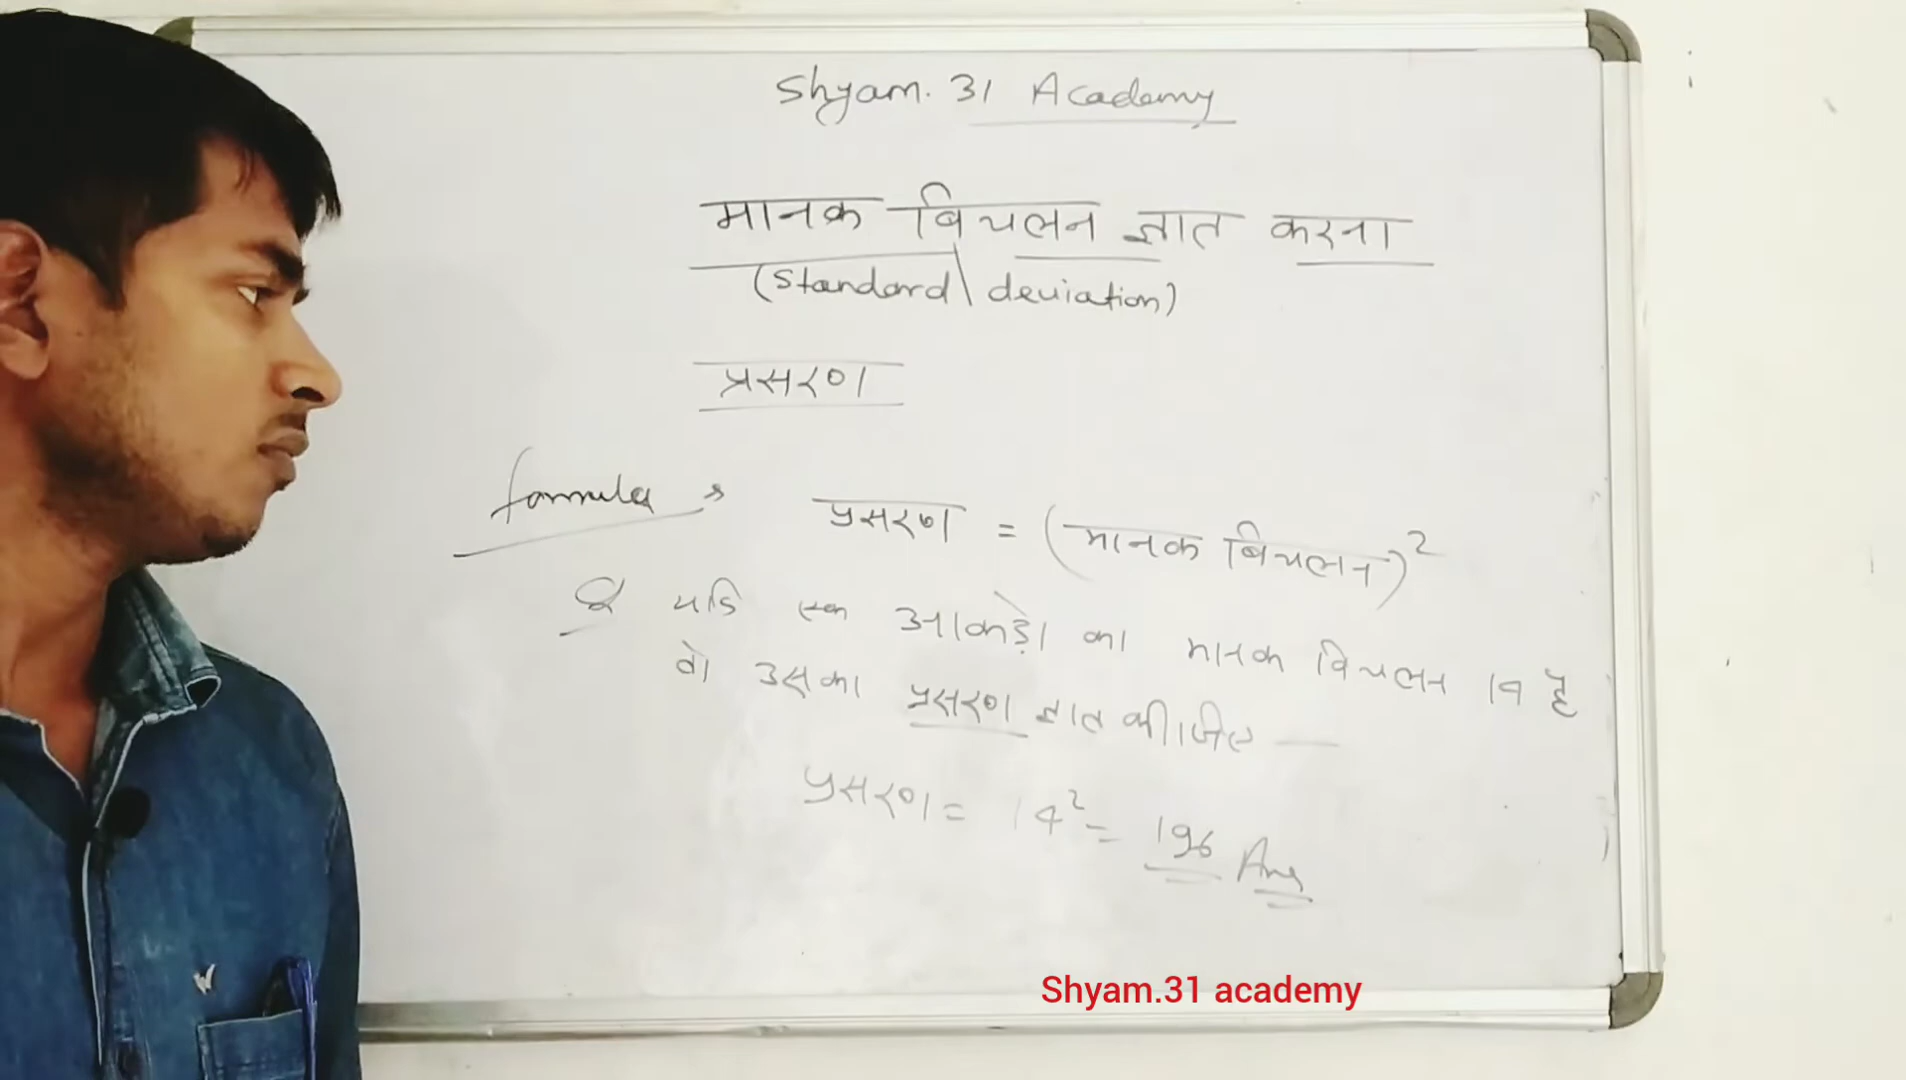 Shyam. 31 Academy
मानक विचलन ज्ञात करना
(Standard deviation)
प्रसरण
formula → प्रसरण = (मानक विचलन)²
Q यदि एक आकड़ो का मानक विचलन 14 है
तो उसका प्रसरण ज्ञात कीजिए —
प्रसरण = 14² = 196 Ans
Shyam.31 academy